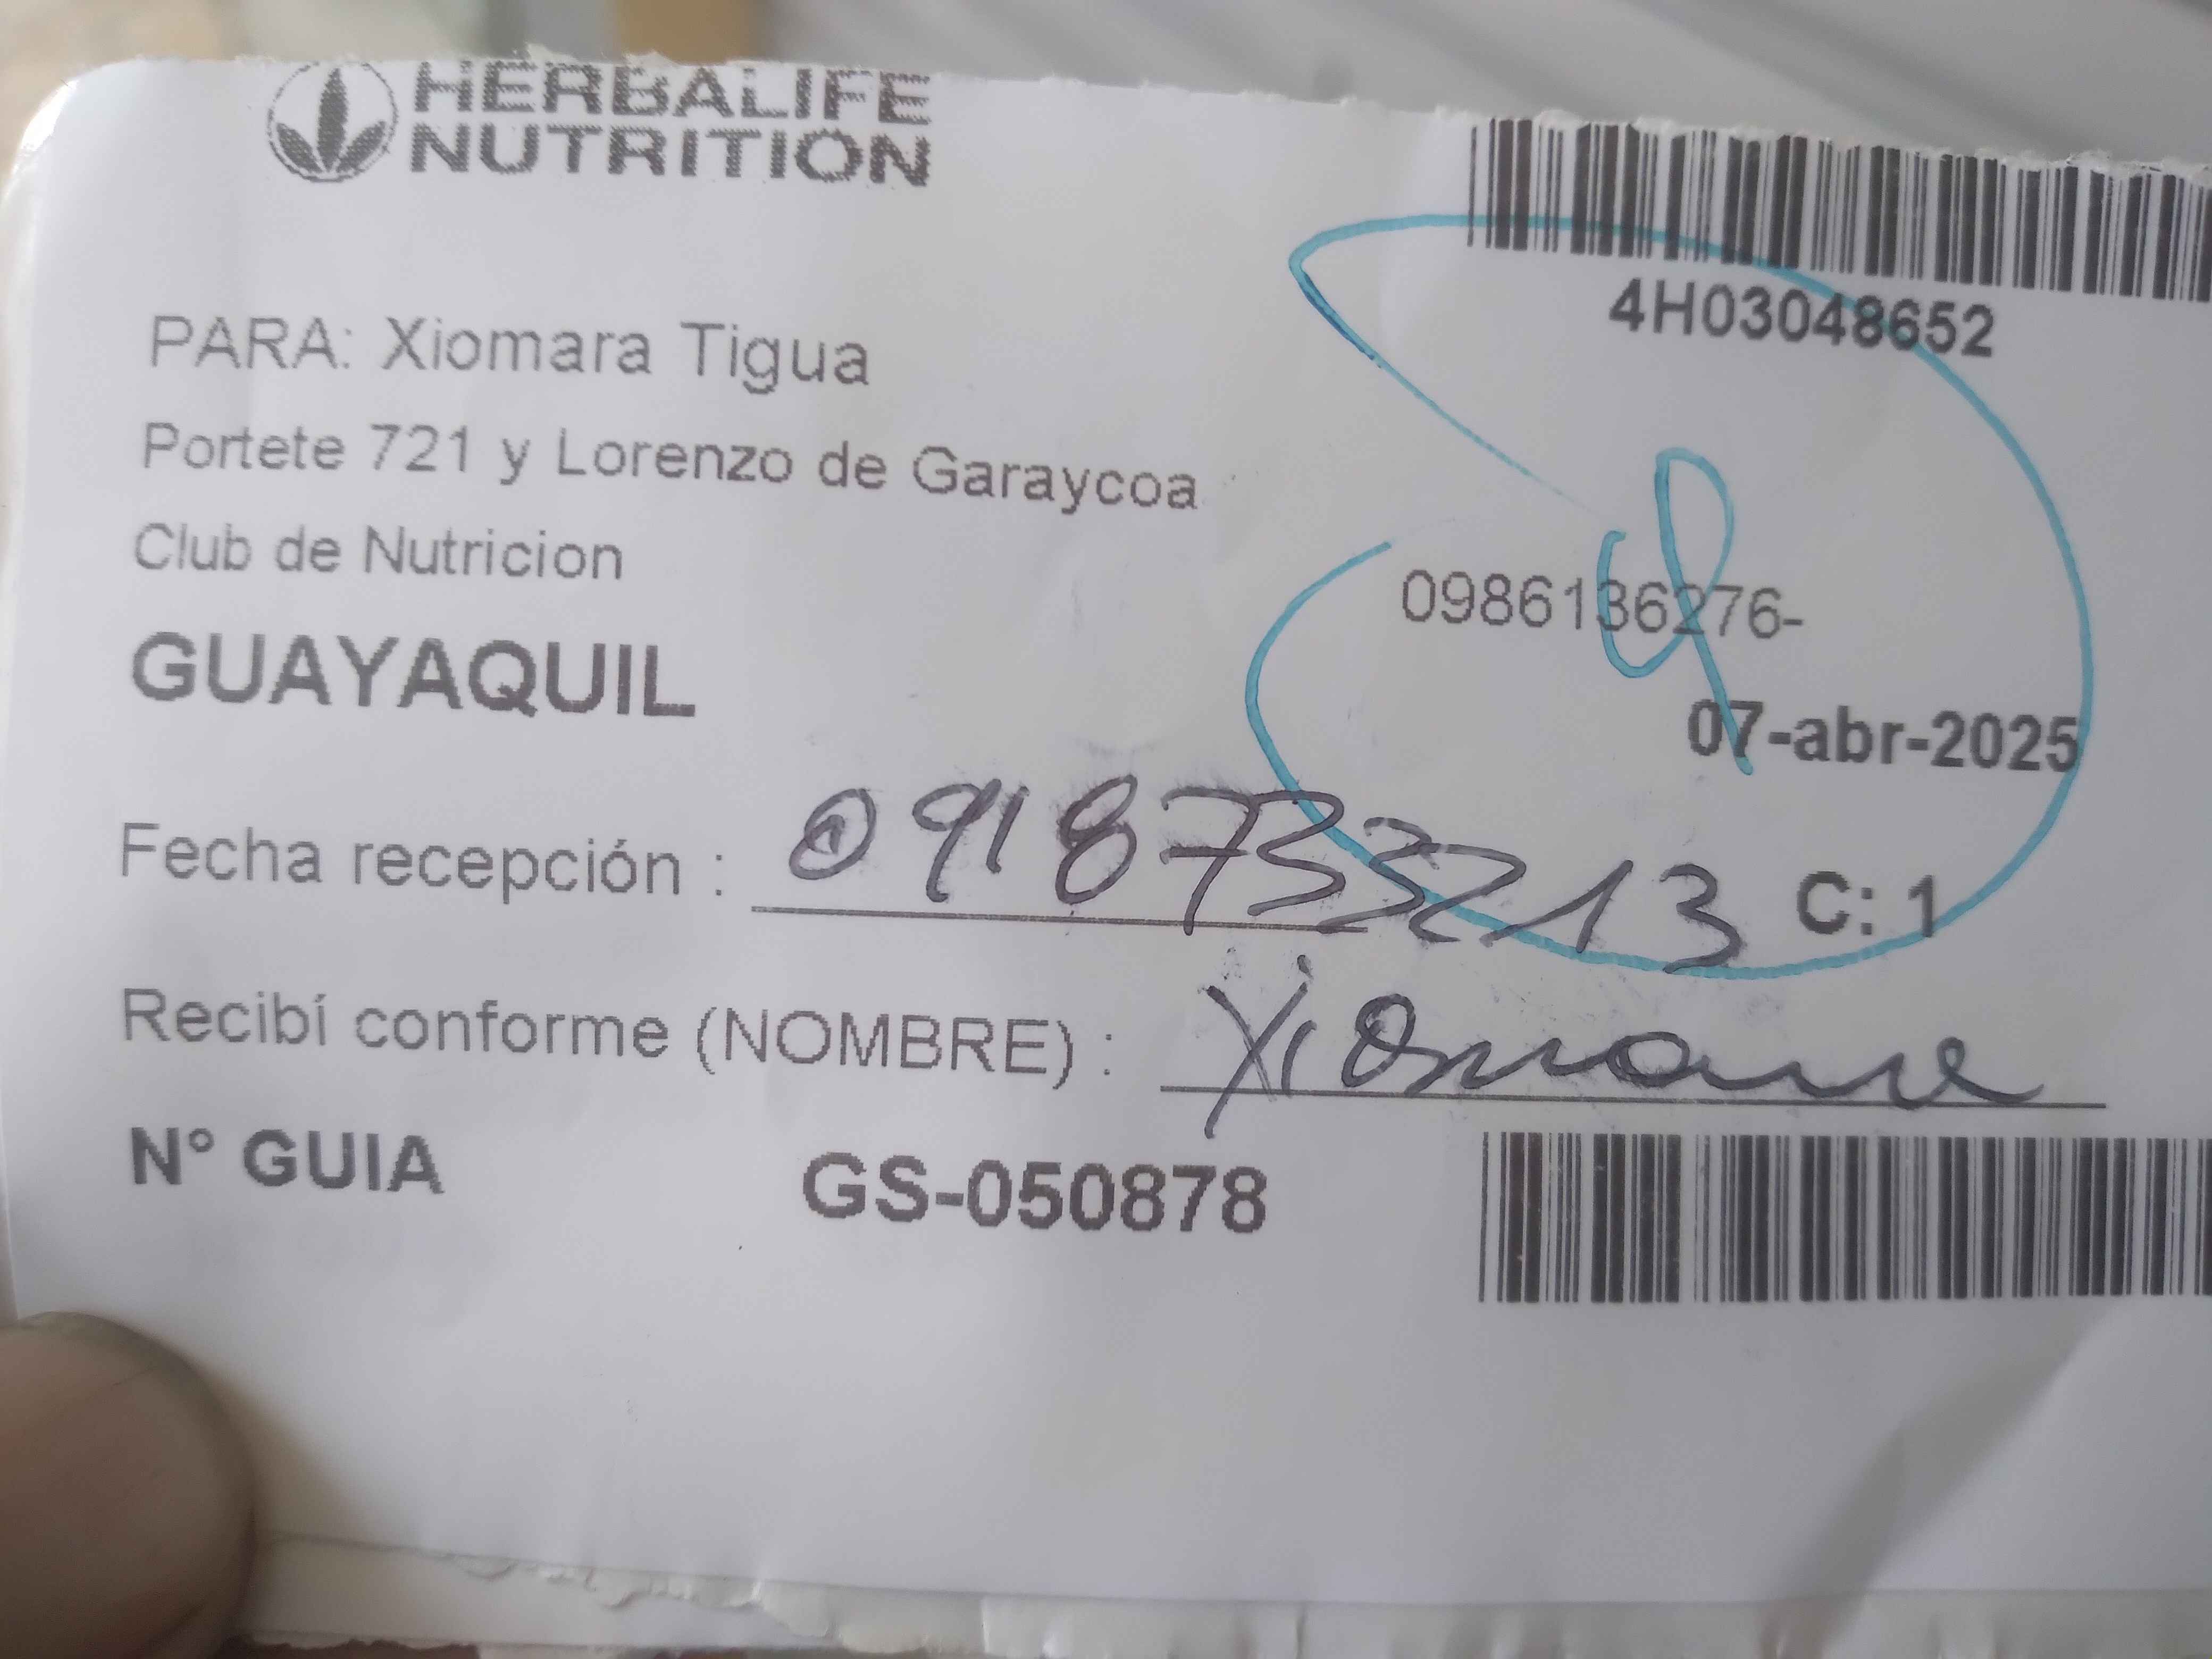 HERBALIFE
NUTRITION
4H03048652
PARA: Xiomara Tigua
Portete 721 y Lorenzo de Garaycoa
Club de Nutricion
0986136276-
GUAYAQUIL
07-abr-2025
Fecha recepción : 0918733213 C: 1
Recibí conforme (NOMBRE) : Xiomara
N° GUIA GS-050878